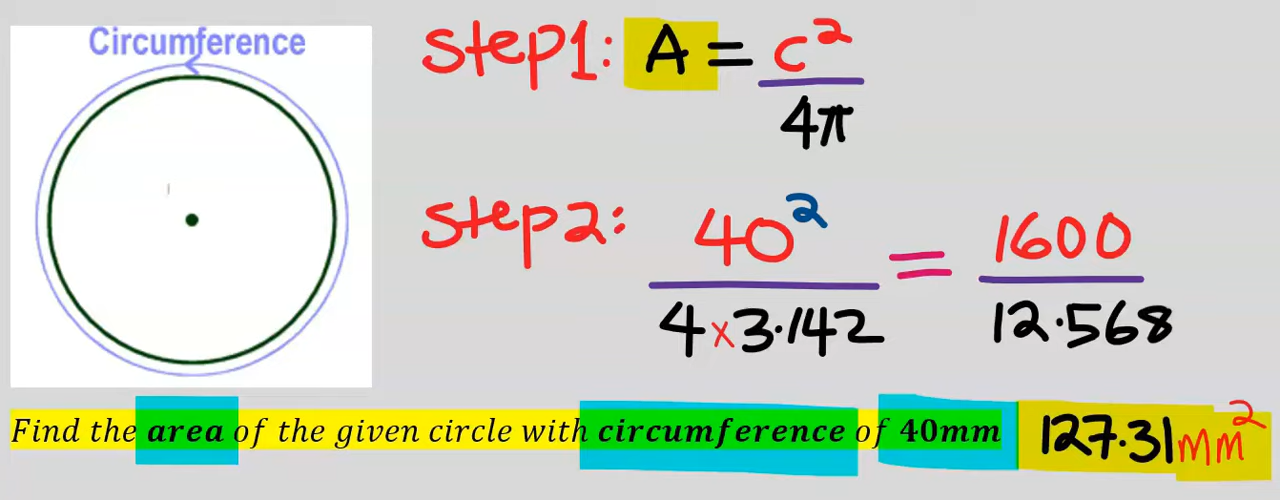 Circumference
Step1: A = c²
4π
Step2: 40² = 1600
4×3·142 12·568
Find the area of the given circle with circumference of 40mm 127·31mm²